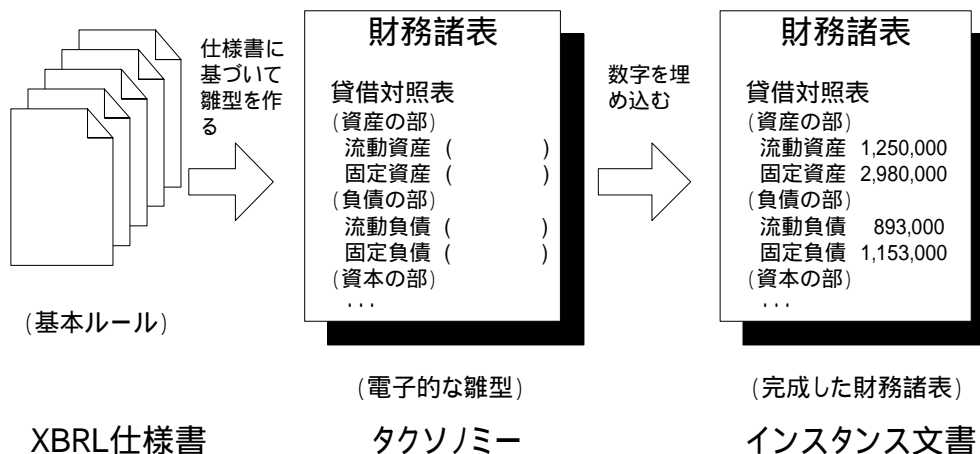 仕様書に
基づいて
雛型を作
る
財務諸表
貸借対照表
(資産の部)
流動資産 (        )
固定資産 (        )
(負債の部)
流動負債 (        )
固定負債 (        )
(資本の部)
...
数字を埋
め込む
財務諸表
貸借対照表
(資産の部)
流動資産 1,250,000
固定資産 2,980,000
(負債の部)
流動負債 893,000
固定負債 1,153,000
(資本の部)
...
(基本ルール)
(電子的な雛型)
(完成した財務諸表)
XBRL仕様書
タクソノミー
インスタンス文書